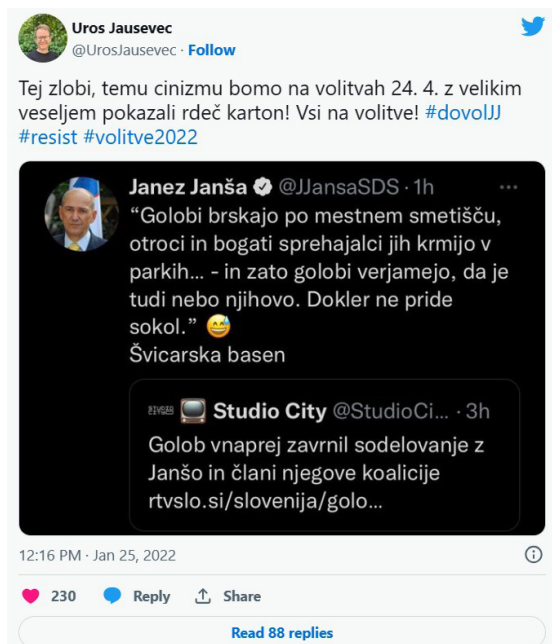 Uros Jausevec
@UrosJausevec · Follow
Tej zlobi, temu cinizmu bomo na volitvah 24. 4. z velikim
veseljem pokazali rdeč karton! Vsi na volitve! #dovolJJ
#resist #volitve2022
Janez Janša @JJansaSDS · 1h
“Golobi brskajo po mestnem smetišču,
otroci in bogati sprehajalci jih krmijo v
parkih... - in zato golobi verjamejo, da je
tudi nebo njihovo. Dokler ne pride
sokol.” 😅
Švicarska basen
Studio City @StudioCi... · 3h
Golob vnaprej zavrnil sodelovanje z
Janšo in člani njegove koalicije
rtvslo.si/slovenija/golo...
12:16 PM · Jan 25, 2022
230 Reply Share
Read 88 replies